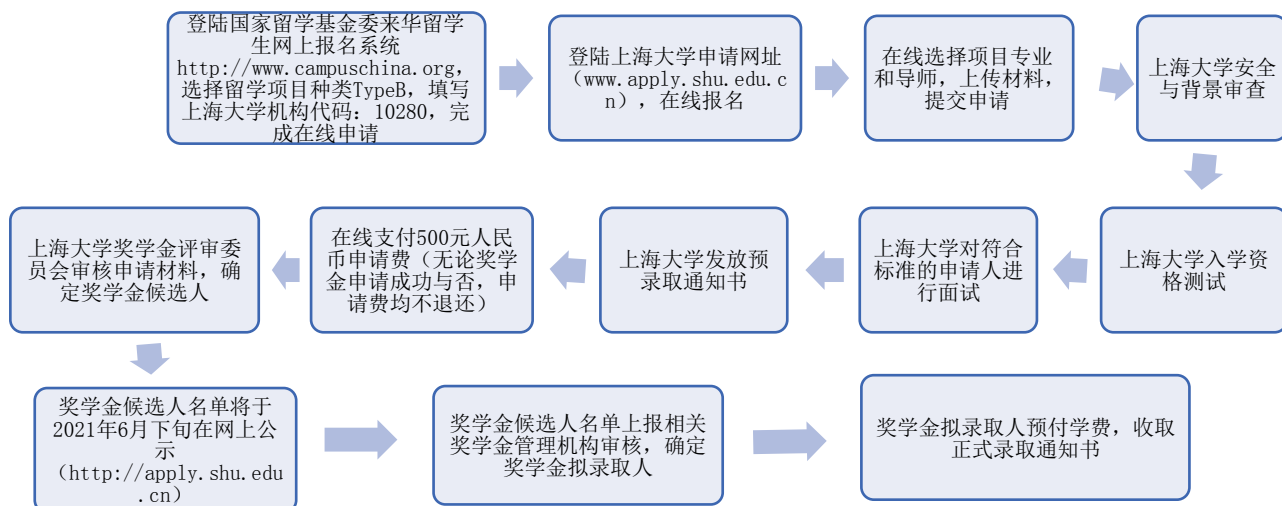 登陆国家留学基金委来华留学
生网上报名系统
http://www.campuschina.org，
选择留学项目种类TypeB，填写
上海大学机构代码：10280，完
成在线申请
登陆上海大学申请网址
（www.apply.shu.edu.c
n），在线报名
在线选择项目专业
和导师，上传材料，
提交申请
上海大学安全
与背景审查
上海大学入学资
格测试
上海大学对符合
标准的申请人进
行面试
上海大学发放预
录取通知书
在线支付500元人民
币申请费（无论奖学
金申请成功与否，申
请费均不退还）
上海大学奖学金评审委
员会审核申请材料，确
定奖学金候选人
奖学金候选人名单将于
2021年6月下旬在网上公
示
（http://apply.shu.edu
.cn）
奖学金候选人名单上报相关
奖学金管理机构审核，确定
奖学金拟录取人
奖学金拟录取人预付学费，收取
正式录取通知书